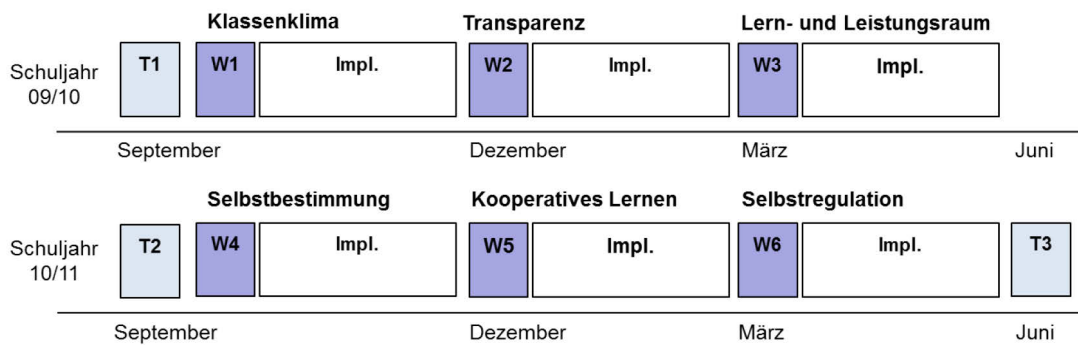 Klassenklima Transparenz Lern- und Leistungsraum
Schuljahr 09/10
T1 W1 Impl. W2 Impl. W3 Impl.
September Dezember März Juni
Selbstbestimmung Kooperatives Lernen Selbstregulation
Schuljahr 10/11
T2 W4 Impl. W5 Impl. W6 Impl. T3
September Dezember März Juni